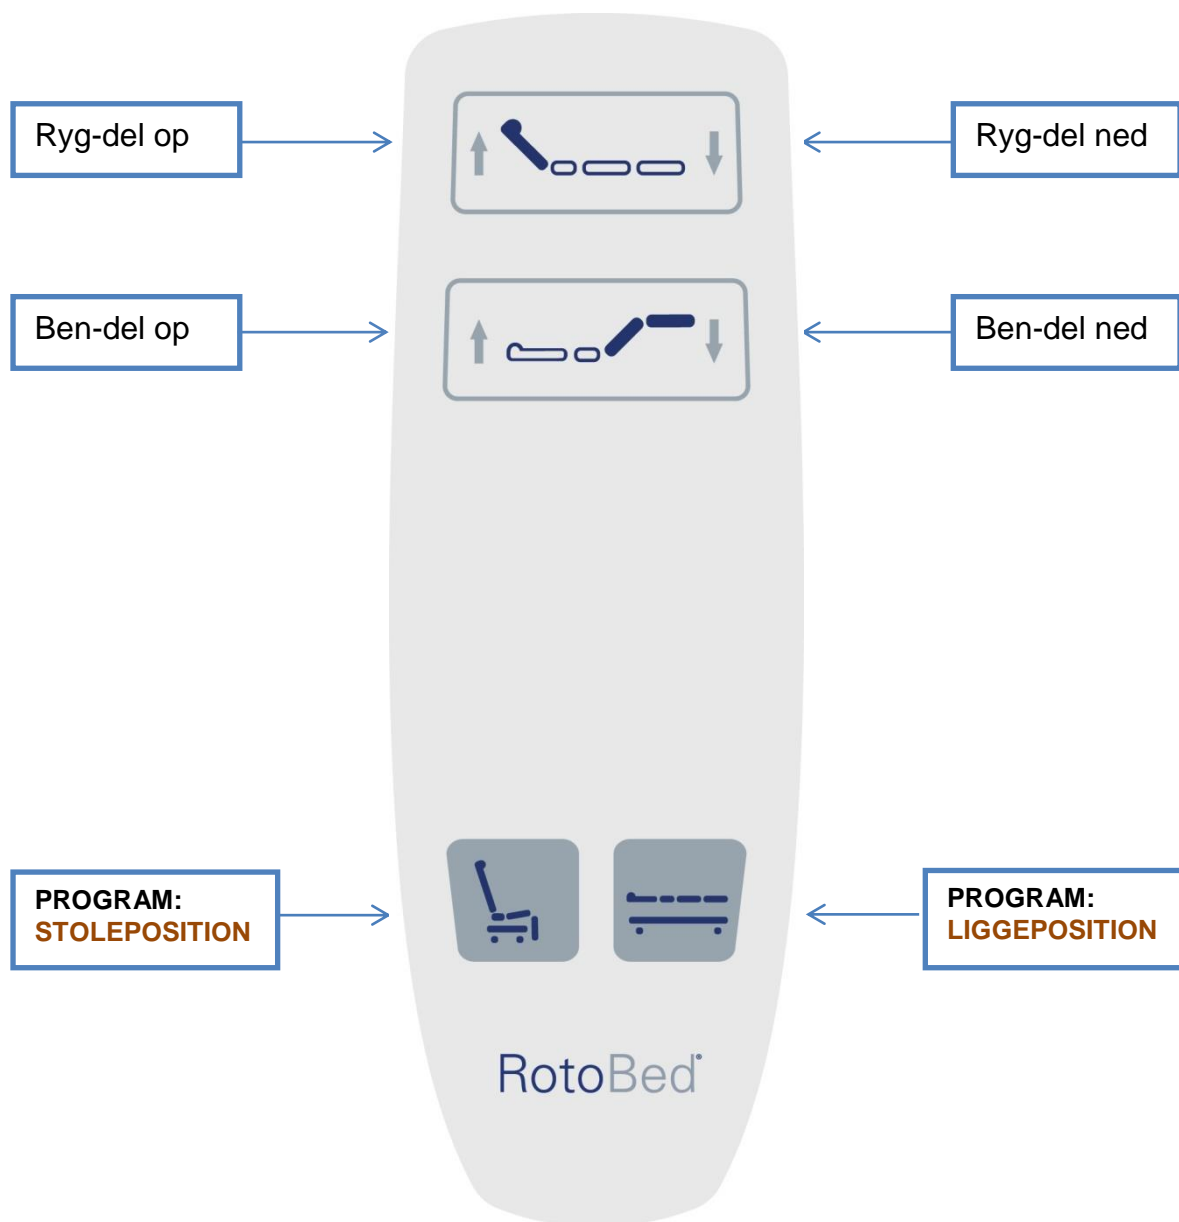 Ryg-del op
Ryg-del ned
Ben-del op
Ben-del ned
PROGRAM:
STOLEPOSITION
PROGRAM:
LIGGEPOSITION
RotoBed®